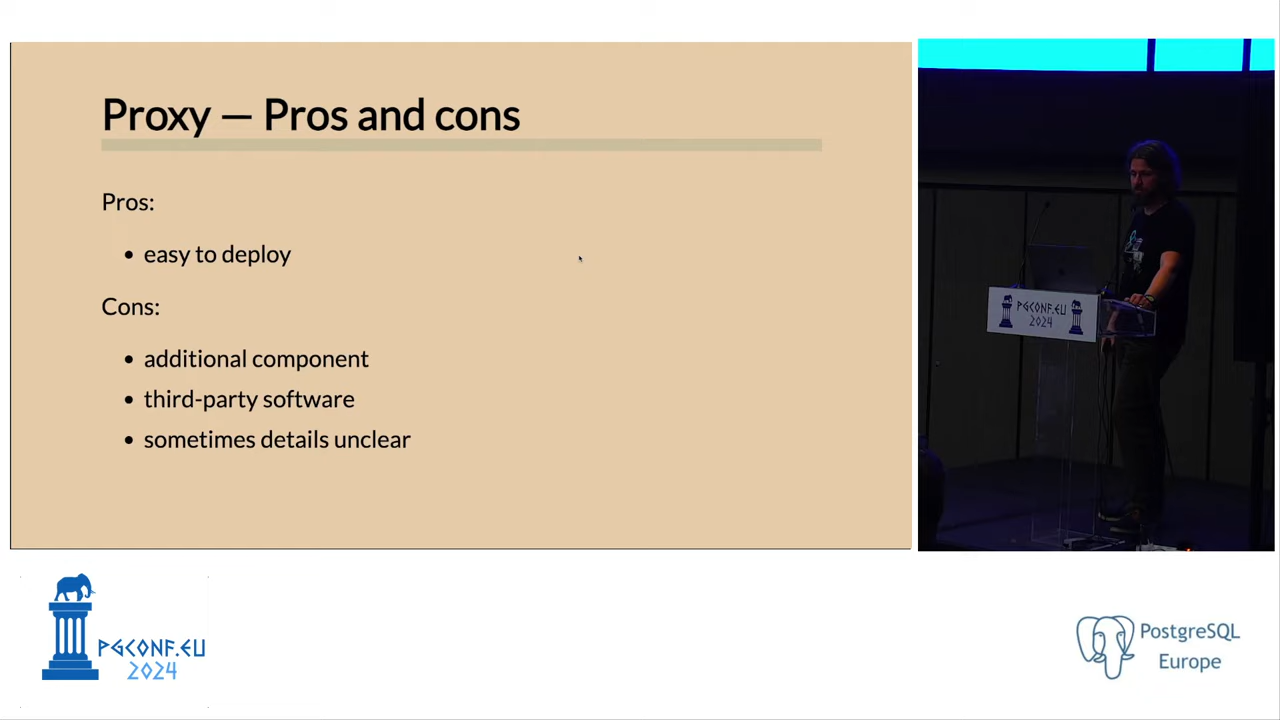 Proxy — Pros and cons
Pros:
• easy to deploy
Cons:
• additional component
• third-party software
• sometimes details unclear
PGCONF.EU
2024
PGCONF.EU
2024
PostgreSQL
Europe